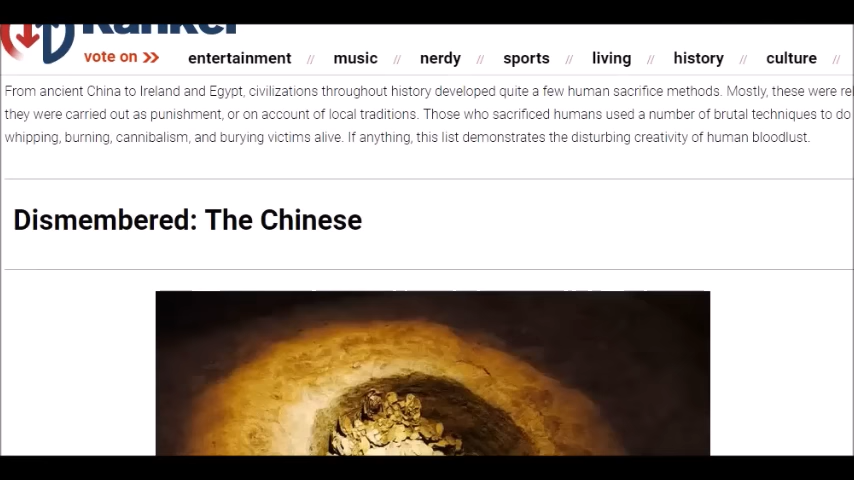 Ranker
vote on
entertainment // music // nerdy // sports // living // history // culture //
From ancient China to Ireland and Egypt, civilizations throughout history developed quite a few human sacrifice methods. Mostly, these were
they were carried out as punishment, or on account of local traditions. Those who sacrificed humans used a number of brutal techniques to do
whipping, burning, cannibalism, and burying victims alive. If anything, this list demonstrates the disturbing creativity of human bloodlust.
Dismembered: The Chinese